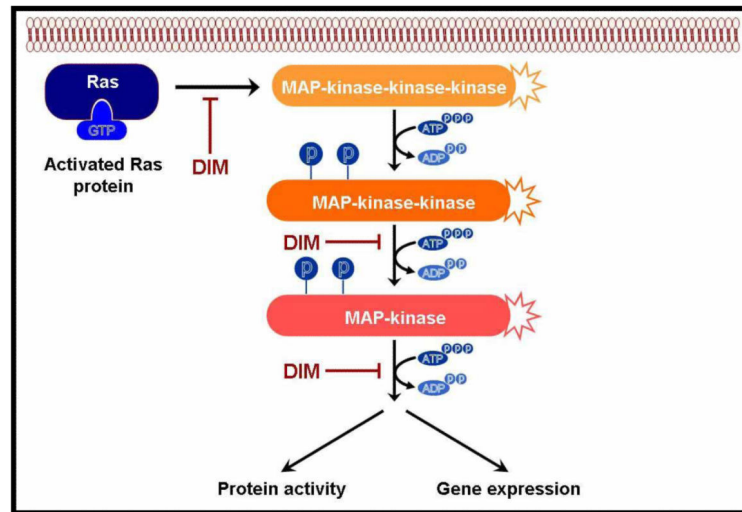 Ras
GTP
Activated Ras
protein
DIM
MAP-kinase-kinase-kinase
ATP P P P
ADP P P
P P
MAP-kinase-kinase
DIM
ATP P P P
ADP P P
P P
MAP-kinase
DIM
ATP P P P
ADP P P
Protein activity
Gene expression